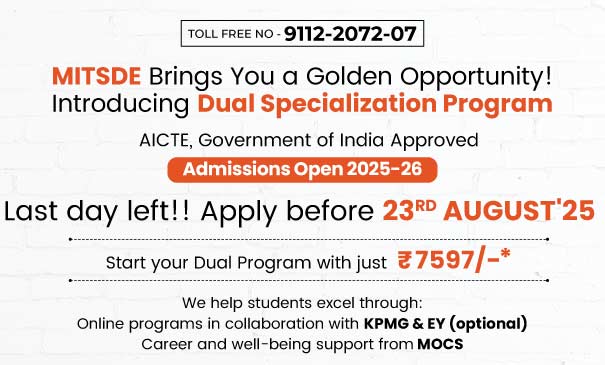 TOLL FREE NO - 9112-2072-07
MITSDE Brings You a Golden Opportunity!
Introducing Dual Specialization Program
AICTE, Government of India Approved
Admissions Open 2025-26
Last day left!! Apply before 23RD AUGUST'25
Start your Dual Program with just ₹7597/-*
We help students excel through:
Online programs in collaboration with KPMG & EY (optional)
Career and well-being support from MOCS